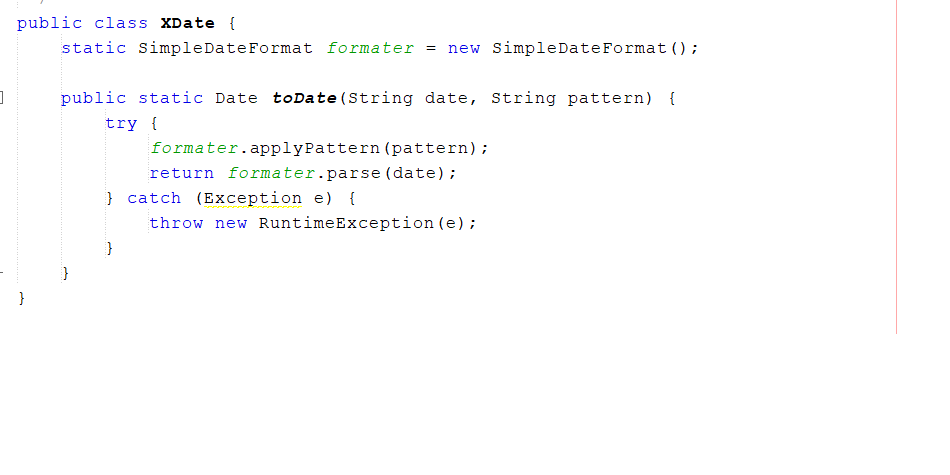 public class XDate {
static SimpleDateFormat formater = new SimpleDateFormat();
public static Date toDate(String date, String pattern) {
try {
formater.applyPattern(pattern);
return formater.parse(date);
} catch (Exception e) {
throw new RuntimeException(e);
}
}
}